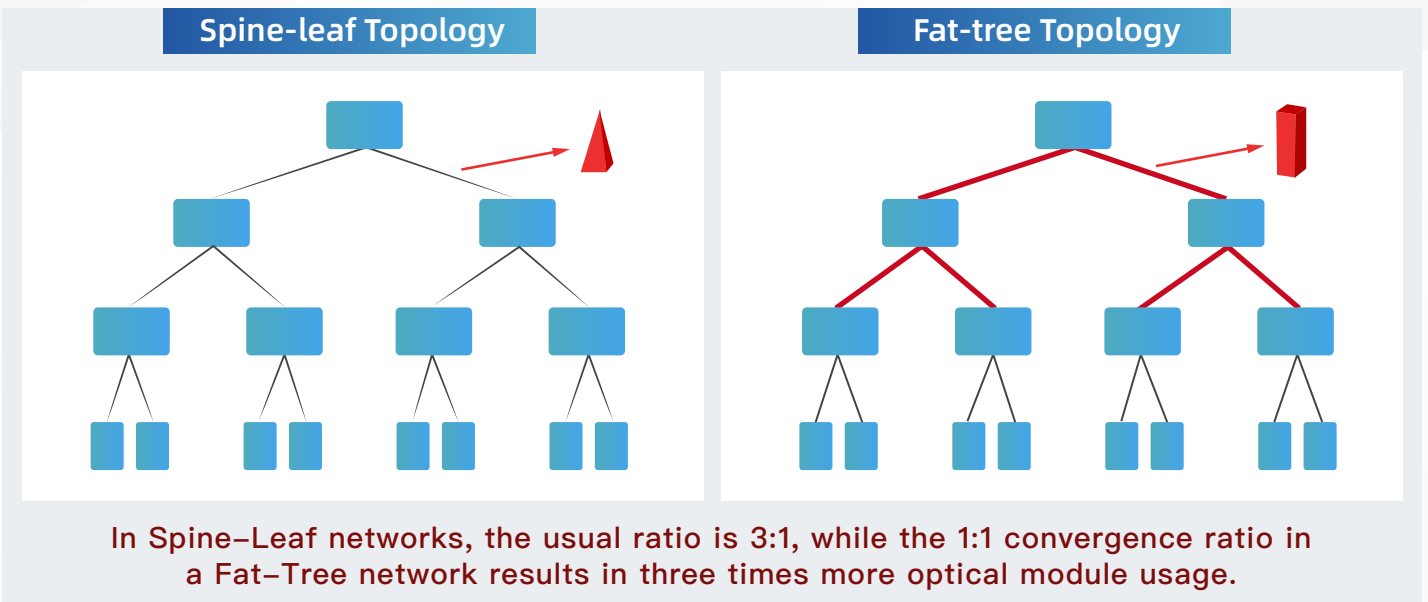 Spine-leaf Topology
Fat-tree Topology
In Spine–Leaf networks, the usual ratio is 3:1, while the 1:1 convergence ratio in
a Fat–Tree network results in three times more optical module usage.